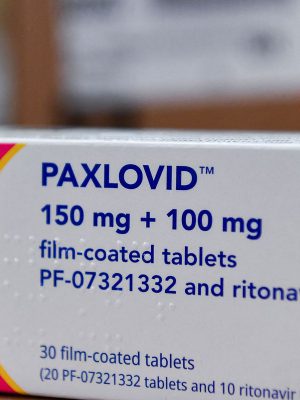 PAXLOVID™
150 mg + 100 mg
film-coated tablets
PF-07321332 and ritona
30 film-coated tablets
(20 PF-07321332 tablets and 10 ritonavir